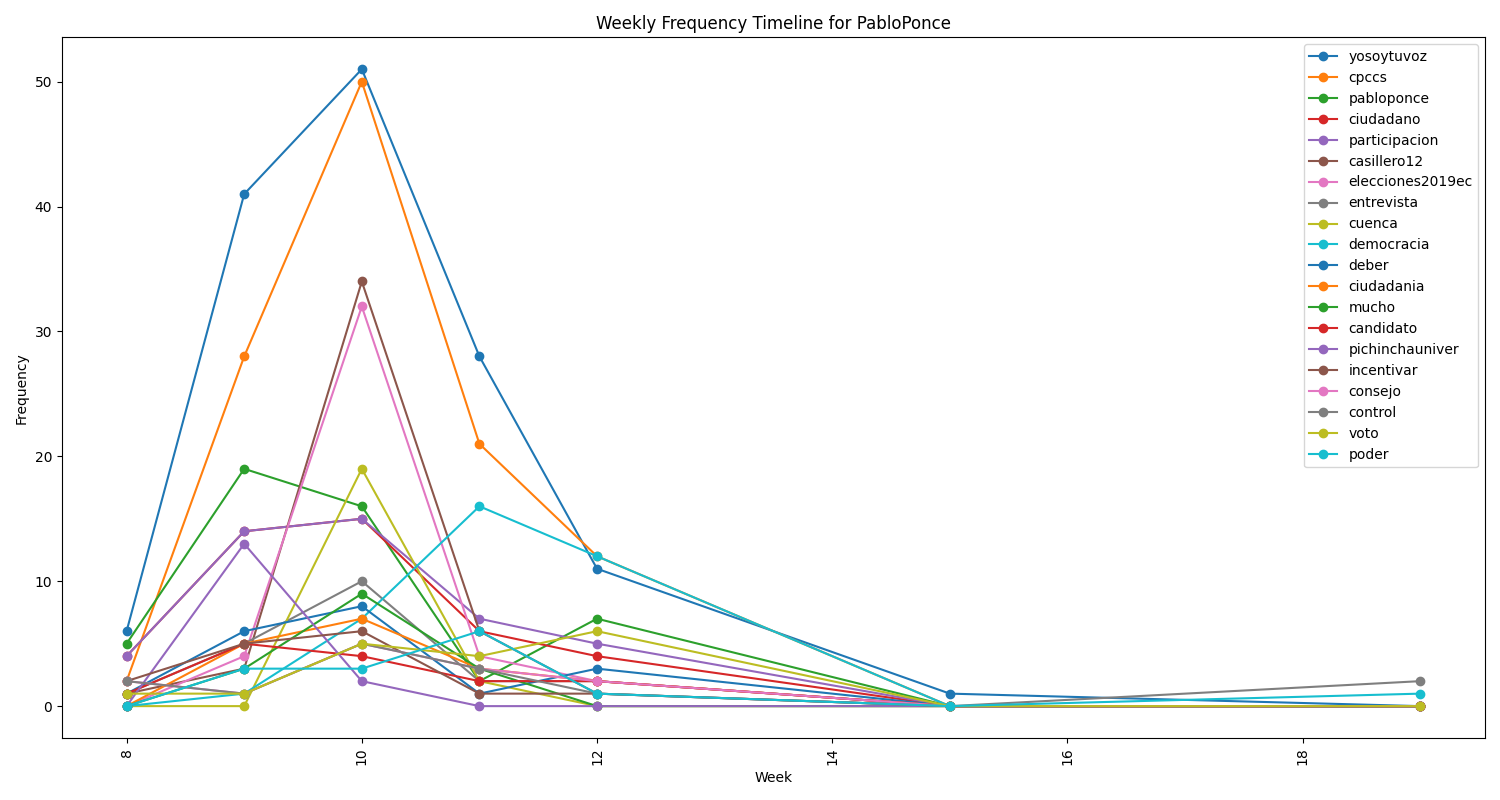 Weekly Frequency Timeline for PabloPonce
yosoytuvoz
cpccs
pabloponce
ciudadano
participacion
casillero12
elecciones2019ec
entrevista
cuenca
democracia
deber
ciudadania
mucho
candidato
pichinchauniver
incentivar
consejo
control
voto
poder
50
40
30
20
10
0
Frequency
8
10
12
14
16
18
Week